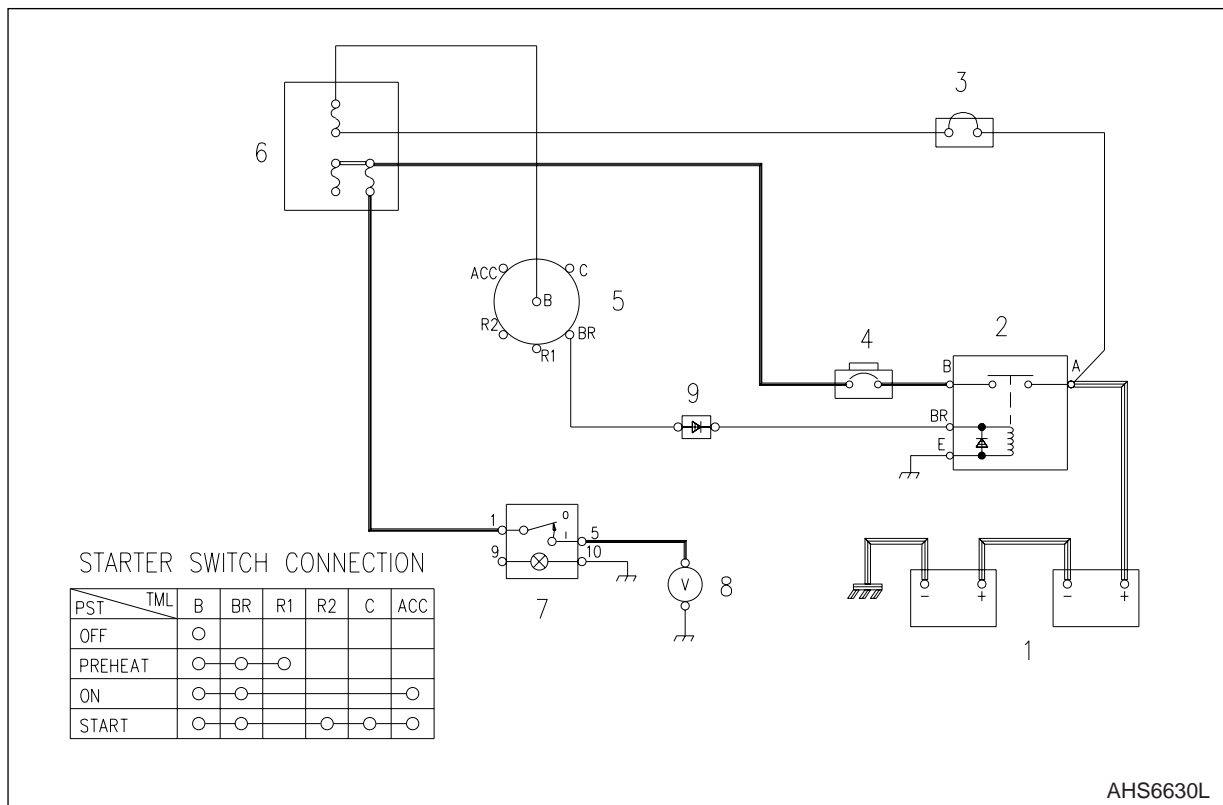 3
6
ACC
C
B
5
R2
BR
R1
2
4
B
A
9
BR
E
1
0
I
5
9
10
V
8
7
- + - +
1
STARTER SWITCH CONNECTION
PST TML B BR R1 R2 C ACC
OFF
PREHEAT
ON
START
AHS6630L